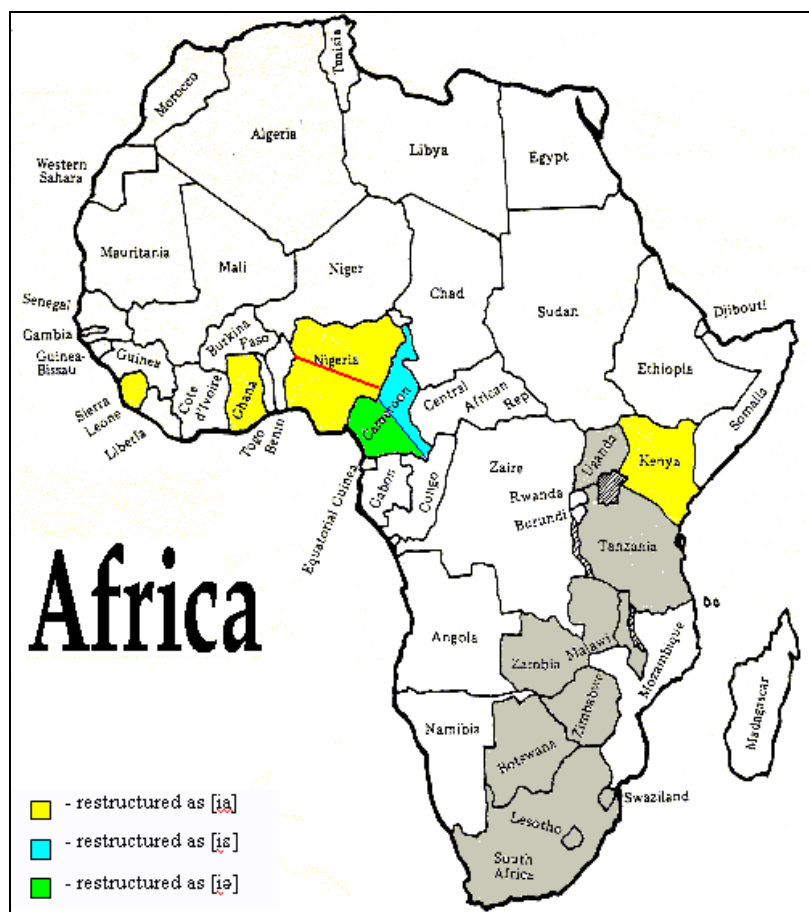 Morocco
Tunisia
Algeria
Libya
Egypt
Western
Sahara
Mauritania
Mali
Niger
Chad
Sudan
Senegal
Gambia
Guinea-
Bissau
Guinea
Burkina
Faso
Nigeria
Djibouti
Ethiopia
Somalia
Sierra
Leone
Liberia
Cote
d'Ivoire
Ghana
Togo
Benin
Cameroon
Central
African
Rep
Equatorial Guinea
Gabon
Congo
Zaire
Uganda
Kenya
Rwanda
Burundi
Tanzania
Africa
Angola
Zambia
Malawi
Mozambique
Zimbabwe
Madagascar
Namibia
Botswana
Swaziland
Lesotho
South
Africa
- restructured as [ia]
- restructured as [iɛ]
- restructured as [iə]